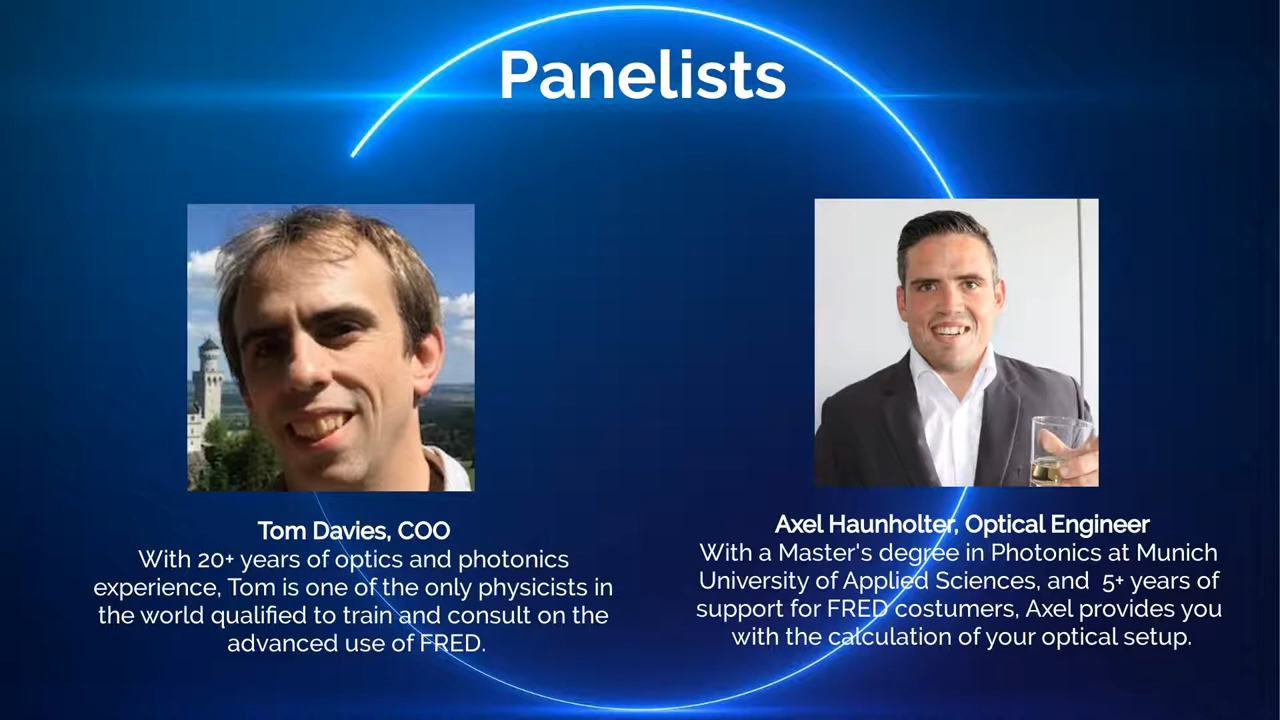 Panelists
Tom Davies, COO
With 20+ years of optics and photonics
experience, Tom is one of the only physicists in
the world qualified to train and consult on the
advanced use of FRED.
Axel Haunholter, Optical Engineer
With a Master's degree in Photonics at Munich
University of Applied Sciences, and  5+ years of
support for FRED costumers, Axel provides you
with the calculation of your optical setup.